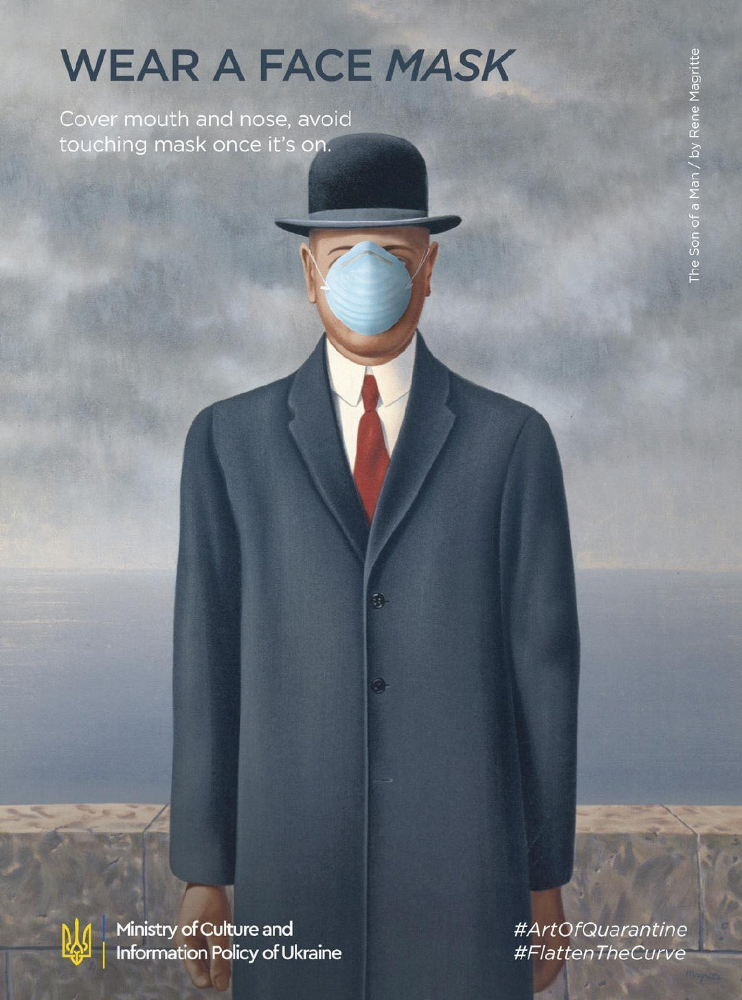 WEAR A FACE MASK
Cover mouth and nose, avoid
touching mask once it's on.
The Son of a Man / by Rene Magritte
Ministry of Culture and
Information Policy of Ukraine
#ArtOfQuarantine
#FlattenTheCurve
Magritte